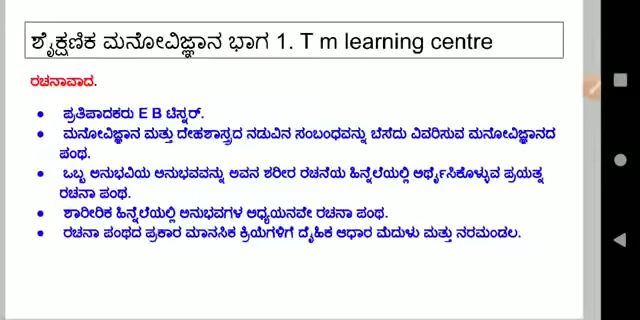 ಶೈಕ್ಷಣಿಕ ಮನೋವಿಜ್ಞಾನ ಭಾಗ 1. T m learning centre
ರಚನಾವಾದ.
ಪ್ರತಿಪಾದಕರು E B ಟಿಸ್ನರ್.
ಮನೋವಿಜ್ಞಾನ ಮತ್ತು ದೇಹಶಾಸ್ತ್ರದ ನಡುವಿನ ಸಂಬಂಧವನ್ನು ಬೆಸೆದು ವಿವರಿಸುವ ಮನೋವಿಜ್ಞಾನದ
ಪಂಥ.
ಒಬ್ಬ ಅನುಭವಿಯ ಅನುಭವವನ್ನು ಅವನ ಶರೀರ ರಚನೆಯ ಹಿನ್ನೆಲೆಯಲ್ಲಿ ಅರ್ಥೈಸಿಕೊಳ್ಳುವ ಪ್ರಯತ್ನ
ರಚನಾ ಪಂಥ.
ಶಾರೀರಿಕ ಹಿನ್ನೆಲೆಯಲ್ಲಿ ಅನುಭವಗಳ ಅಧ್ಯಯನವೇ ರಚನಾ ಪಂಥ.
ರಚನಾ ಪಂಥದ ಪ್ರಕಾರ ಮಾನಸಿಕ ಕ್ರಿಯೆಗಳಿಗೆ ದೈಹಿಕ ಆಧಾರ ಮೆದುಳು ಮತ್ತು ನರಮಂಡಲ.